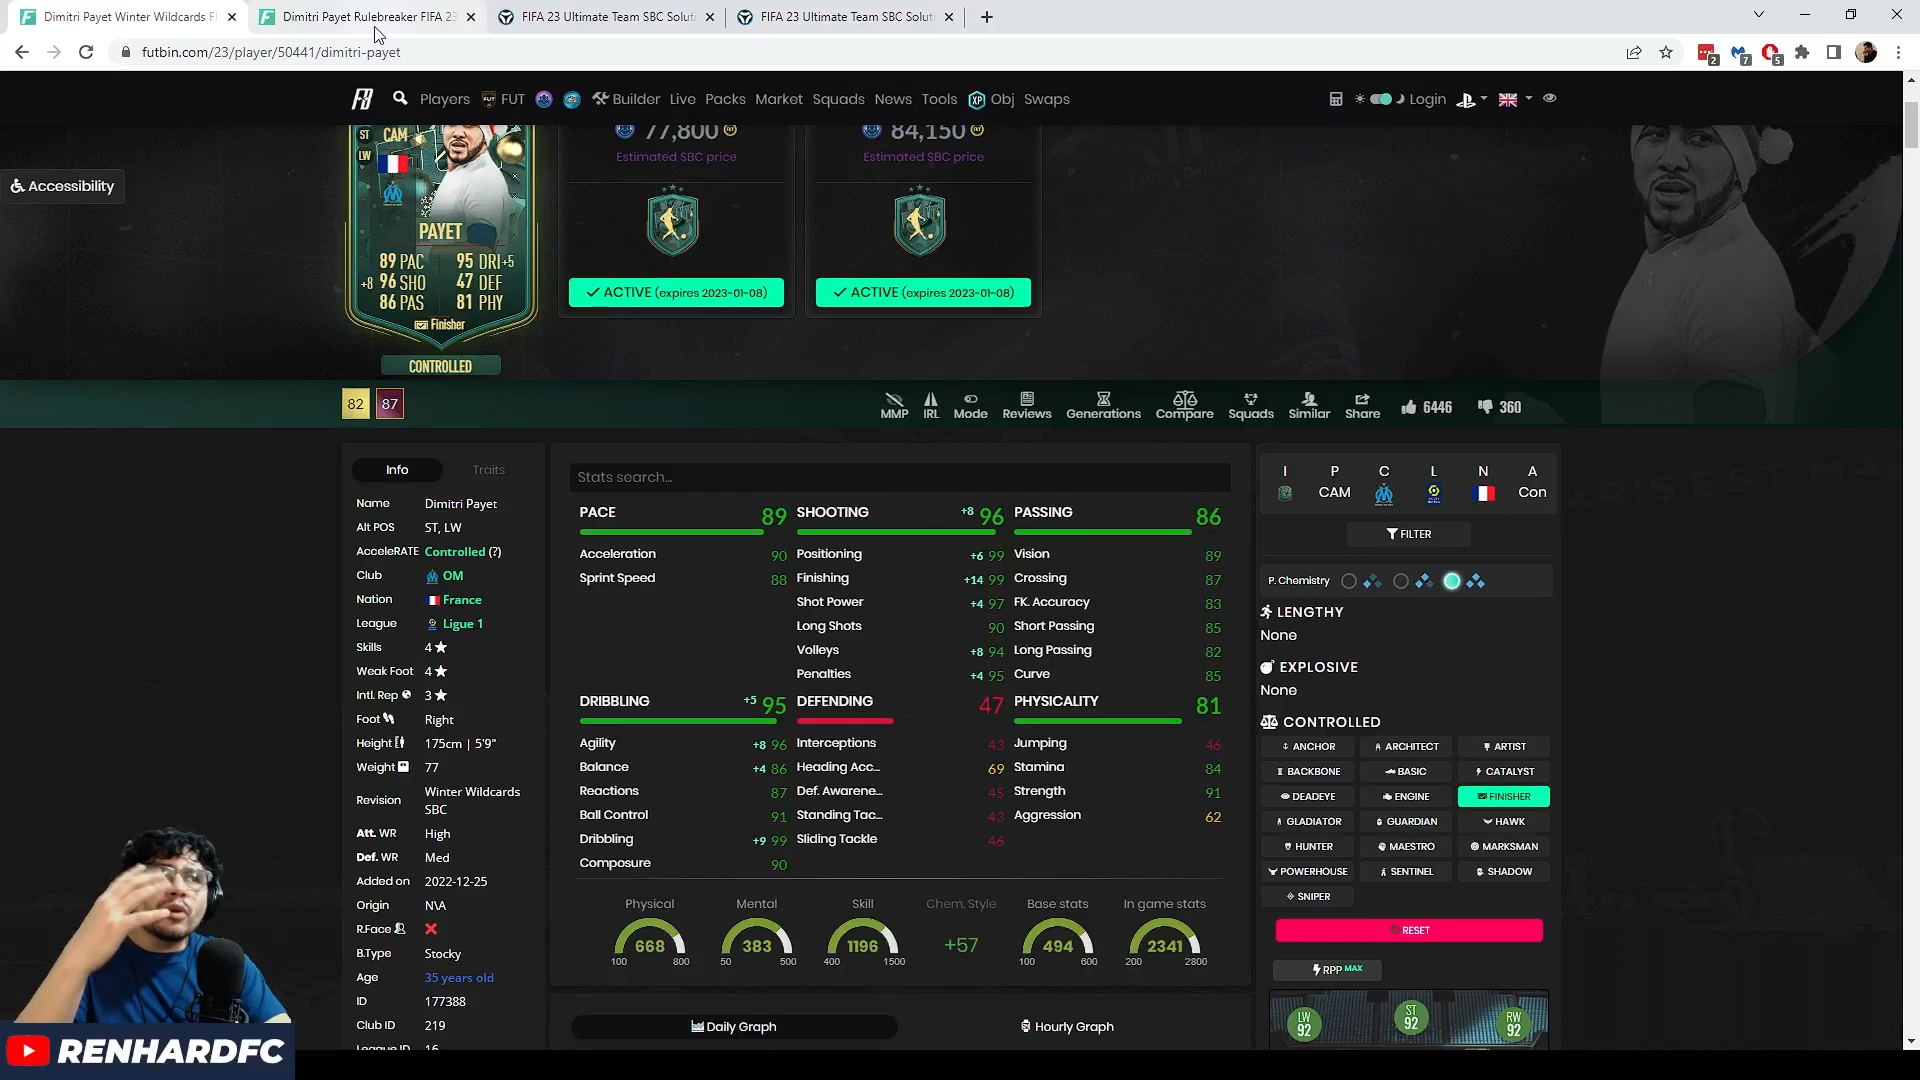 Dimitri Payet Winter Wildcards F
Dimitri Payet Rulebreaker FIFA 23
FIFA 23 Ultimate Team SBC Soluti
FIFA 23 Ultimate Team SBC Soluti
futbin.com/23/player/50441/dimitri-payet
2
7
5
Players
FUT
Builder
Live
Packs
Market
Squads
News
Tools
XP
Obj
Swaps
Login
Accessibility
ST
CAM
LW
PAYET
89 PAC 95 DRI+5
+8 96 SHO 47 DEF
86 PAS 81 PHY
Finisher
CONTROLLED
77,800
Estimated SBC price
ACTIVE (expires 2023-01-08)
84,150
Estimated SBC price
ACTIVE (expires 2023-01-08)
82 87
MMP
IRL
Mode
Reviews
Generations
Compare
Squads
Similar
Share
6446
360
Info Traits
Name Dimitri Payet
Alt POS ST, LW
AcceleRATE Controlled (?)
Club OM
Nation France
League Ligue 1
Skills 4
Weak Foot 4
Intl. Rep 3
Foot Right
Height 175cm | 5'9"
Weight 77
Revision Winter Wildcards
SBC
Att. WR High
Def. WR Med
Added on 2022-12-25
Origin N\A
R.Face
B.Type Stocky
Age 35 years old
ID 177388
Club ID 219
League ID 16
Stats search...
PACE 89
Acceleration 90
Sprint Speed 88
SHOOTING +8 96
Positioning +6 99
Finishing +14 99
Shot Power +4 97
Long Shots 90
Volleys +8 94
Penalties +4 95
PASSING 86
Vision 89
Crossing 87
FK. Accuracy 83
Short Passing 85
Long Passing 82
Curve 85
DRIBBLING +5 95
Agility +8 96
Balance +4 86
Reactions 87
Ball Control 91
Dribbling +9 99
Composure 90
DEFENDING 47
Interceptions 43
Heading Acc... 69
Def. Awarene... 45
Standing Tac... 43
Sliding Tackle 46
PHYSICALITY 81
Jumping 46
Stamina 84
Strength 91
Aggression 62
Physical
668
100 800
Mental
383
50 500
Skill
1196
400 1500
Chem. Style
+57
Base stats
494
100 600
In game stats
2341
200 2800
Daily Graph
Hourly Graph
I P C L N A
CAM Con
FILTER
P. Chemistry
LENGTHY
None
EXPLOSIVE
None
CONTROLLED
ANCHOR ARCHITECT ARTIST
BACKBONE BASIC CATALYST
DEADEYE ENGINE FINISHER
GLADIATOR GUARDIAN HAWK
HUNTER MAESTRO MARKSMAN
POWERHOUSE SENTINEL SHADOW
SNIPER
RESET
RPP MAX
LW
92
ST
92
RW
92
RENHARDFC